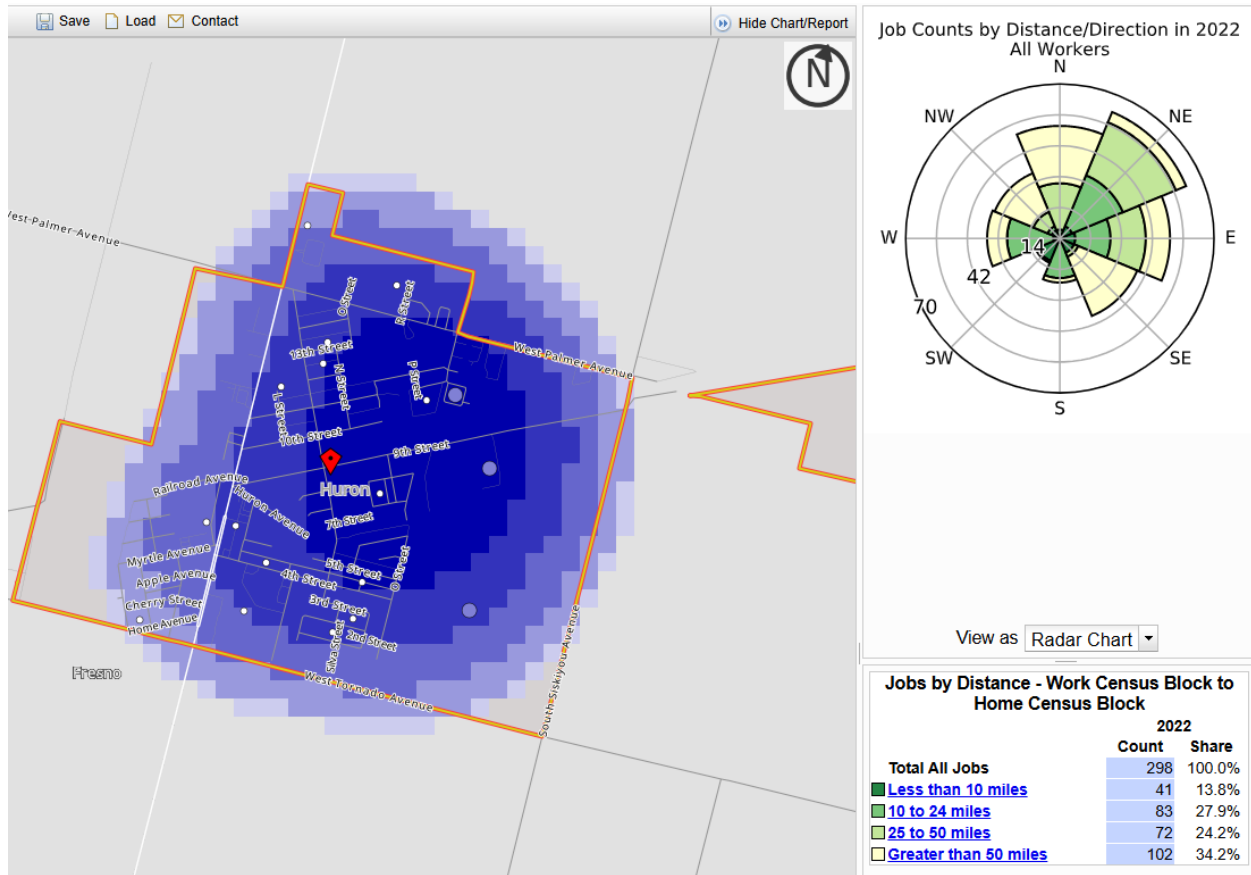 Save Load Contact Hide Chart/Report
N
West Palmer Avenue
O Street
R Street
13th Street
N Street
P Street
L Street
West Palmer Avenue
10th Street
9th Street
Railroad Avenue
Huron
Huron Avenue
7th Street
Myrtle Avenue
5th Street
O Street
Apple Avenue
4th Street
Cherry Street
3rd Street
Home Avenue
Silva Street
2nd Street
Fresno
West Tornado Avenue
South Siskiyou Avenue
Job Counts by Distance/Direction in 2022
All Workers
N
NW NE
W E
14
42
70
SW SE
S
View as Radar Chart
Jobs by Distance - Work Census Block to
Home Census Block
2022
Count Share
Total All Jobs 298 100.0%
Less than 10 miles 41 13.8%
10 to 24 miles 83 27.9%
25 to 50 miles 72 24.2%
Greater than 50 miles 102 34.2%